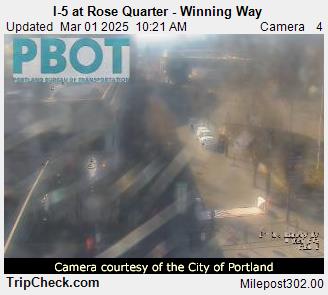 I-5 at Rose Quarter - Winning Way
Updated Mar 01 2025 10:21 AM Camera 4
PBOT
PORTLAND BUREAU OF TRANSPORTATION
Camera courtesy of the City of Portland
TripCheck.com Milepost302.00